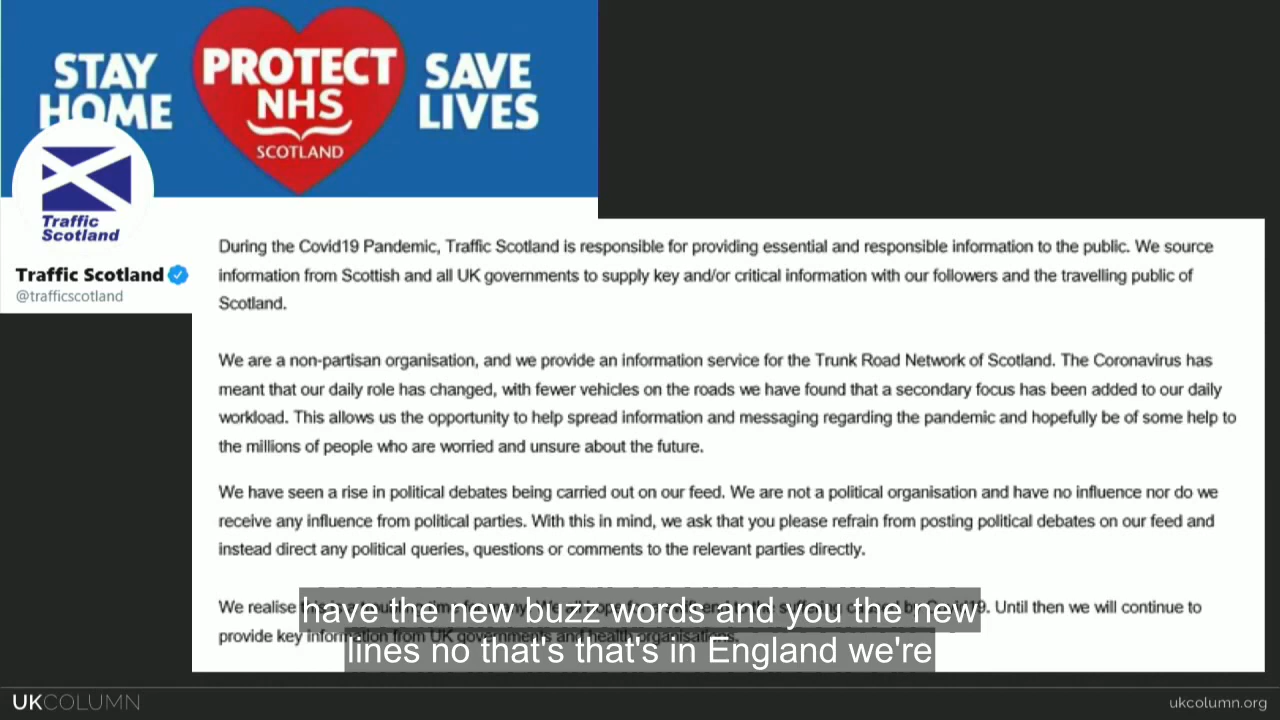 STAY HOME
PROTECT NHS SCOTLAND
SAVE LIVES
Traffic Scotland
Traffic Scotland
@trafficscotland
During the Covid19 Pandemic, Traffic Scotland is responsible for providing essential and responsible information to the public. We source
information from Scottish and all UK governments to supply key and/or critical information with our followers and the travelling public of
Scotland.
We are a non-partisan organisation, and we provide an information service for the Trunk Road Network of Scotland. The Coronavirus has
meant that our daily role has changed, with fewer vehicles on the roads we have found that a secondary focus has been added to our daily
workload. This allows us the opportunity to help spread information and messaging regarding the pandemic and hopefully be of some help to
the millions of people who are worried and unsure about the future.
We have seen a rise in political debates being carried out on our feed. We are not a political organisation and have no influence nor do we
receive any influence from political parties. With this in mind, we ask that you please refrain from posting political debates on our feed and
instead direct any political queries, questions or comments to the relevant parties directly.
We realise Until then we will continue to
provide key information from UK governments and health organisations.
have the new buzz words and you the new
lines no that's that's in England we're
UKCOLUMN
ukcolumn.org